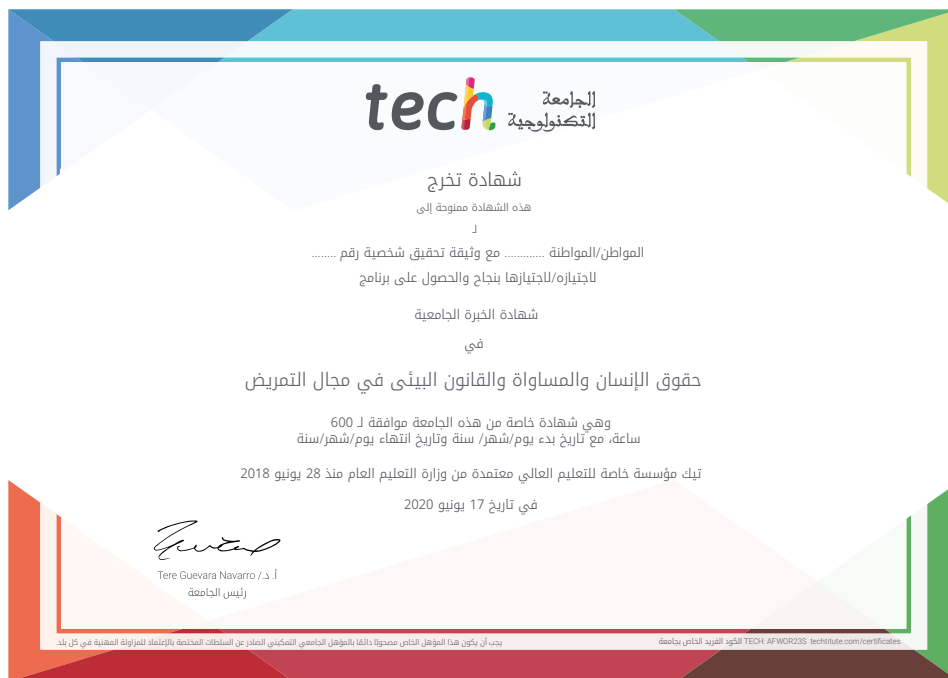 tech الجامعة
التكنولوجية
شهادة تخرج
هذه الشهادة ممنوحة إلى
لـ
المواطن/المواطنة ............ مع وثيقة تحقيق شخصية رقم ........
لاجتيازه/لاجتيازها بنجاح والحصول على برنامج
شهادة الخبرة الجامعية
في
حقوق الإنسان والمساواة والقانون البيئى في مجال التمريض
وهي شهادة خاصة من هذه الجامعة موافقة لـ 600
ساعة، مع تاريخ بدء يوم/شهر/ سنة وتاريخ انتهاء يوم/شهر/سنة
تيك مؤسسة خاصة للتعليم العالي معتمدة من وزارة التعليم العام منذ 28 يونيو 2018
في تاريخ 17 يونيو 2020
أ. د./ Tere Guevara Navarro
رئيس الجامعة
الكود الفريد الخاص بجامعة TECH: AFWOR23S techtitute.com/certificates
يجب أن يكون هذا المؤهل الخاص مصحوبًا دائمًا بالمؤهل الجامعي التمكيني الصادر عن السلطات المختصة بالإعتماد للمزاولة المهنية في كل بلد.